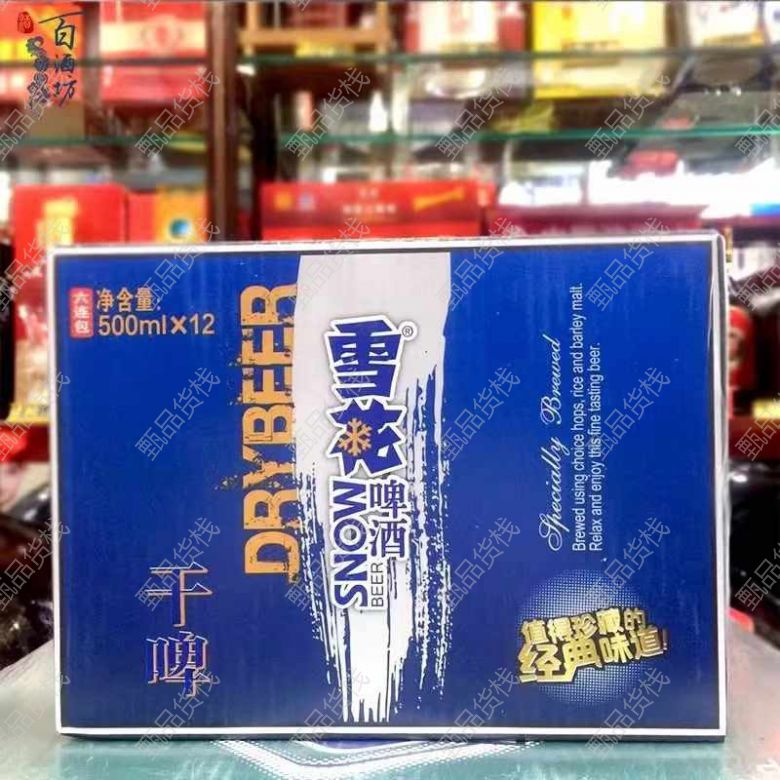 百酒坊
六连包
净含量:
500ml×12
DRYBEER
雪花®
SNOW
啤酒
BEER
干啤
Specially Brewed
Brewed using choice hops, rice and barley malt.
Relax and enjoy this fine tasting beer.
值得珍藏的
经典味道!
甄品货栈